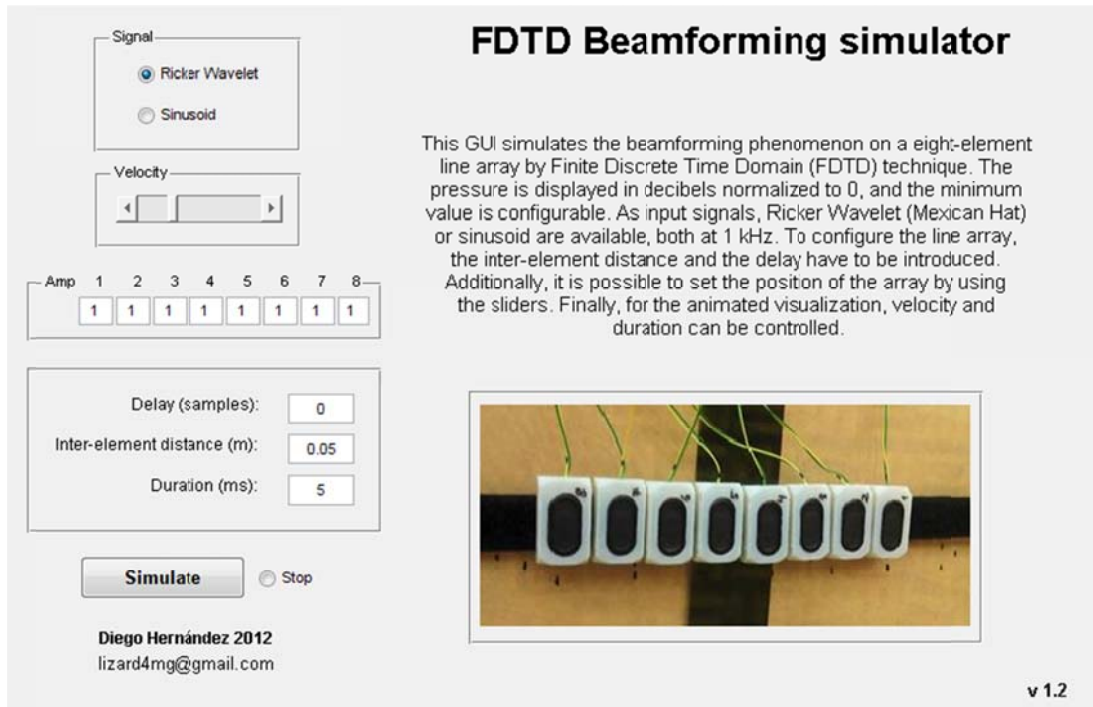 FDTD Beamforming simulator
Signal
Ricker Wavelet
Sinusoid
Velocity
Amp 1 2 3 4 5 6 7 8
1 1 1 1 1 1 1 1
Delay (samples): 0
Inter-element distance (m): 0.05
Duration (ms): 5
Simulate Stop
Diego Hernández 2012
lizard4mg@gmail.com
This GUI simulates the beamforming phenomenon on a eight-element
line array by Finite Discrete Time Domain (FDTD) technique. The
pressure is displayed in decibels normalized to 0, and the minimum
value is configurable. As input signals, Ricker Wavelet (Mexican Hat)
or sinusoid are available, both at 1 kHz. To configure the line array,
the inter-element distance and the delay have to be introduced.
Additionally, it is possible to set the position of the array by using
the sliders. Finally, for the animated visualization, velocity and
duration can be controlled.
v 1.2